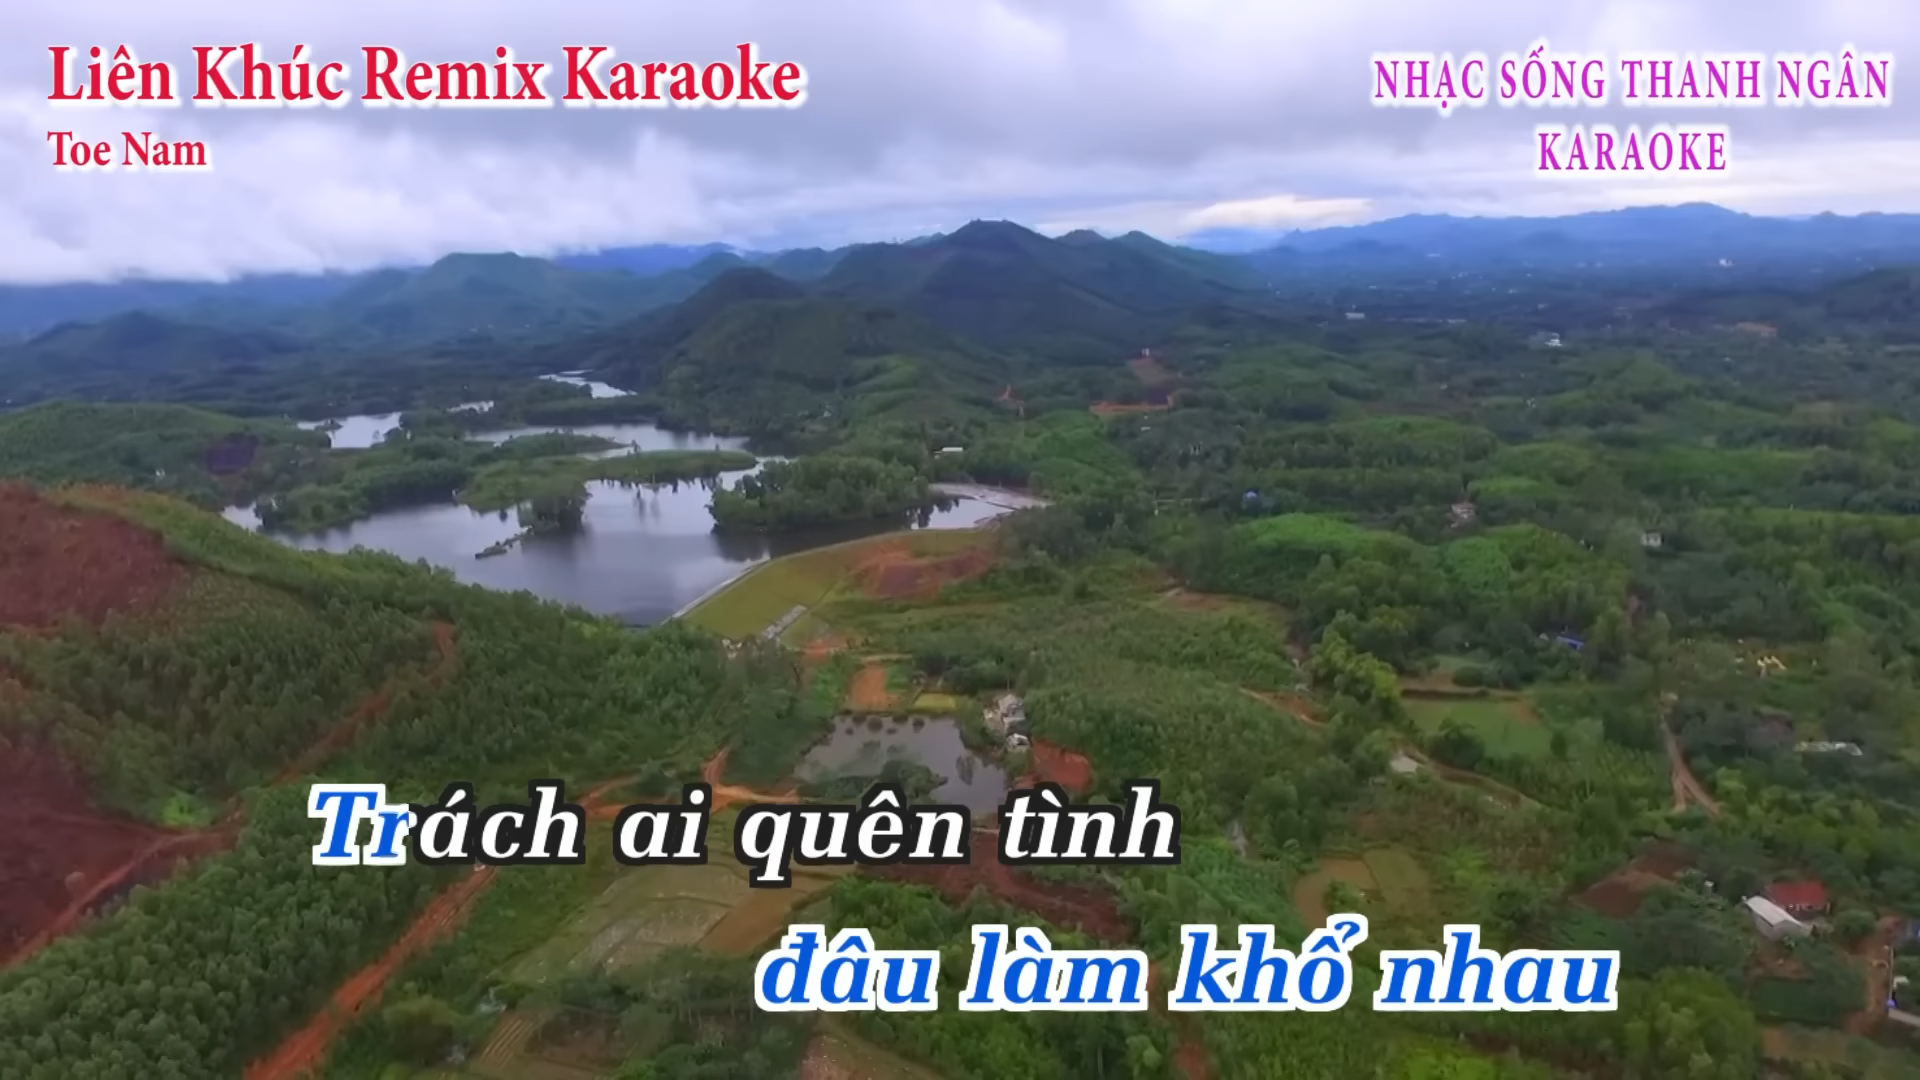 Liên Khúc Remix Karaoke
Toe Nam
NHẠC SỐNG THANH NGÂN
KARAOKE
Trách ai quên tình
đâu làm khổ nhau